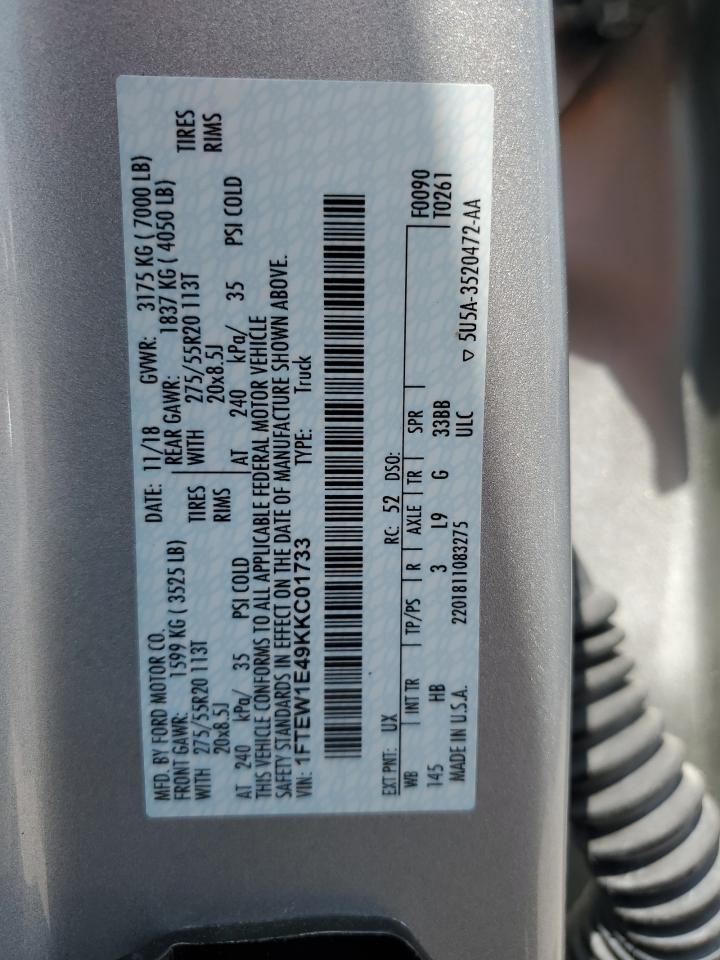 MFD. BY FORD MOTOR CO. DATE: 11/18 GVWR: 3175 KG ( 7000 LB)
FRONT GAWR: 1599 KG ( 3525 LB) REAR GAWR: 1837 KG ( 4050 LB)
WITH 275/55R20 113T TIRES WITH 275/55R20 113T TIRES
20x8.5J RIMS 20x8.5J RIMS
AT 240 kPa/ 35 PSI COLD AT 240 kPa/ 35 PSI COLD
THIS VEHICLE CONFORMS TO ALL APPLICABLE FEDERAL MOTOR VEHICLE
SAFETY STANDARDS IN EFFECT ON THE DATE OF MANUFACTURE SHOWN ABOVE.
VIN: 1FTEW1E49KKC01733 TYPE: Truck
EXT PNT: UX RC: 52 DSO:
WB INT TR TP/PS R AXLE TR SPR F0090
145 HB 3 L9 G 33BB T0261
MADE IN U.S.A. 2201811083275 ULC
▽ 5U5A-3520472-AA